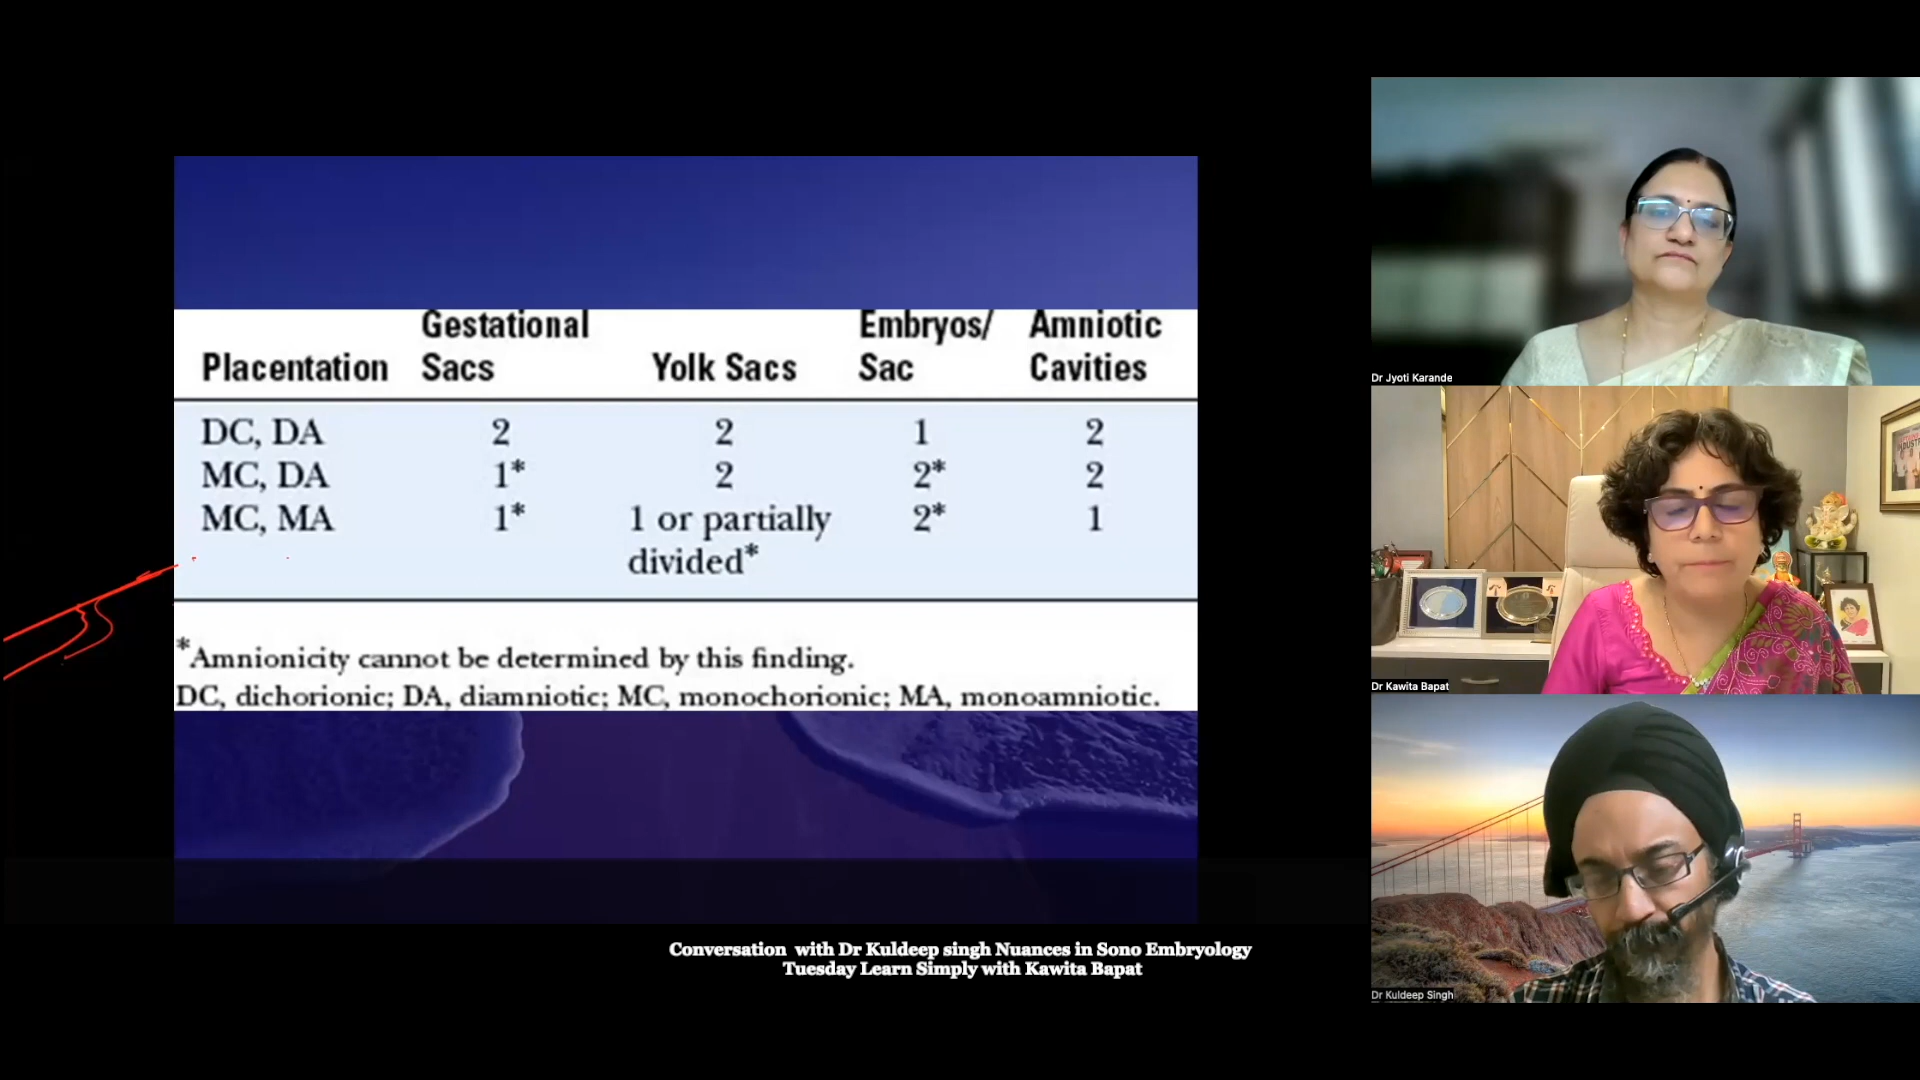 Placentation Gestational Sacs Yolk Sacs Embryos/ Sac Amniotic Cavities
DC, DA 2 2 1 2
MC, DA 1* 2 2* 2
MC, MA 1* 1 or partially divided* 2* 1
*Amnionicity cannot be determined by this finding.
DC, dichorionic; DA, diamniotic; MC, monochorionic; MA, monoamniotic.
Conversation with Dr Kuldeep singh Nuances in Sono Embryology
Tuesday Learn Simply with Kawita Bapat
Dr Jyoti Karande
Dr Kawita Bapat
Dr Kuldeep Singh